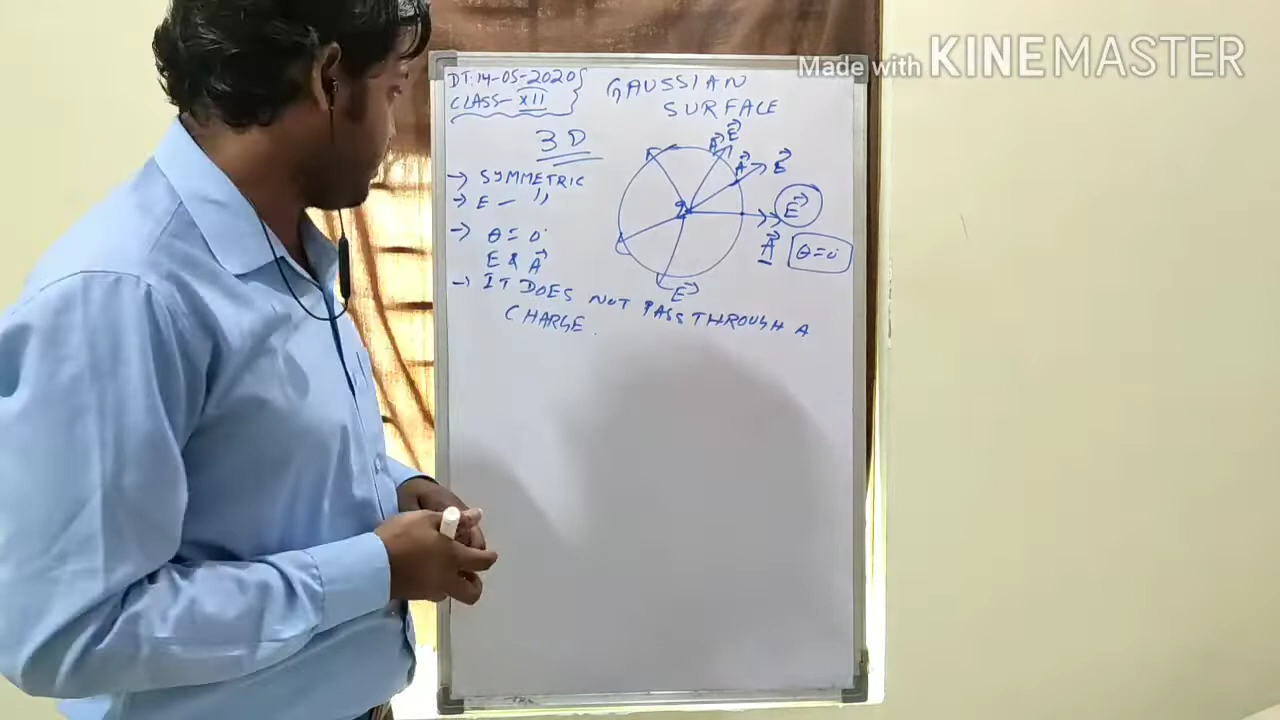 Made with KINEMASTER
DT: 14-05-2020
CLASS- XII
GAUSSIAN
SURFACE
3D
→ SYMMETRIC
→ E - "
→ θ = 0°
E & A⃗
→ IT DOES NOT PASS THROUGH A
CHARGE.
A⃗ E⃗
A⃗ E⃗
q
E⃗
A⃗ θ=0°
E⃗